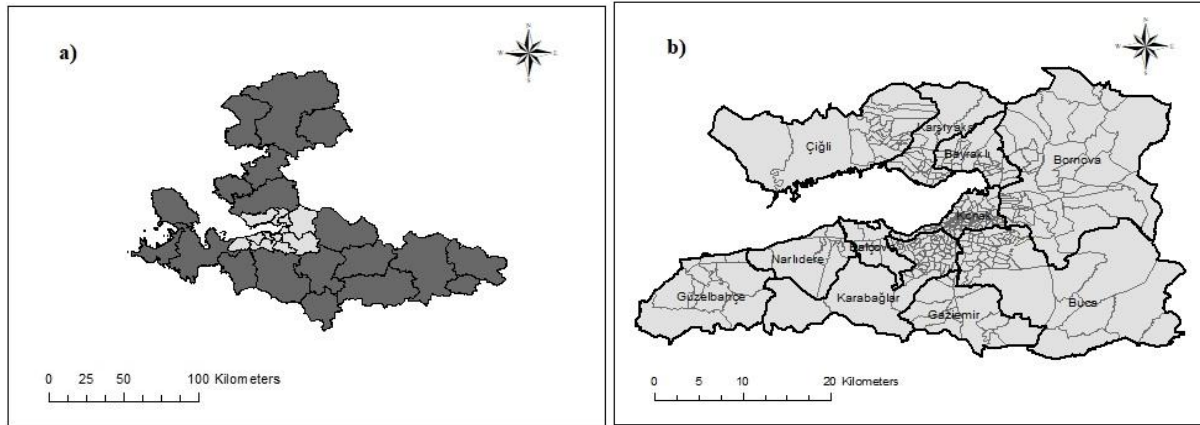 a)
N
W
E
S
0 25 50 100 Kilometers
b)
N
W
E
S
Karşıyaka
Çiğli
Bayraklı
Bornova
Konak
Balçova
Narlıdere
Güzelbahçe
Karabağlar
Buca
Gaziemir
0 5 10 20 Kilometers